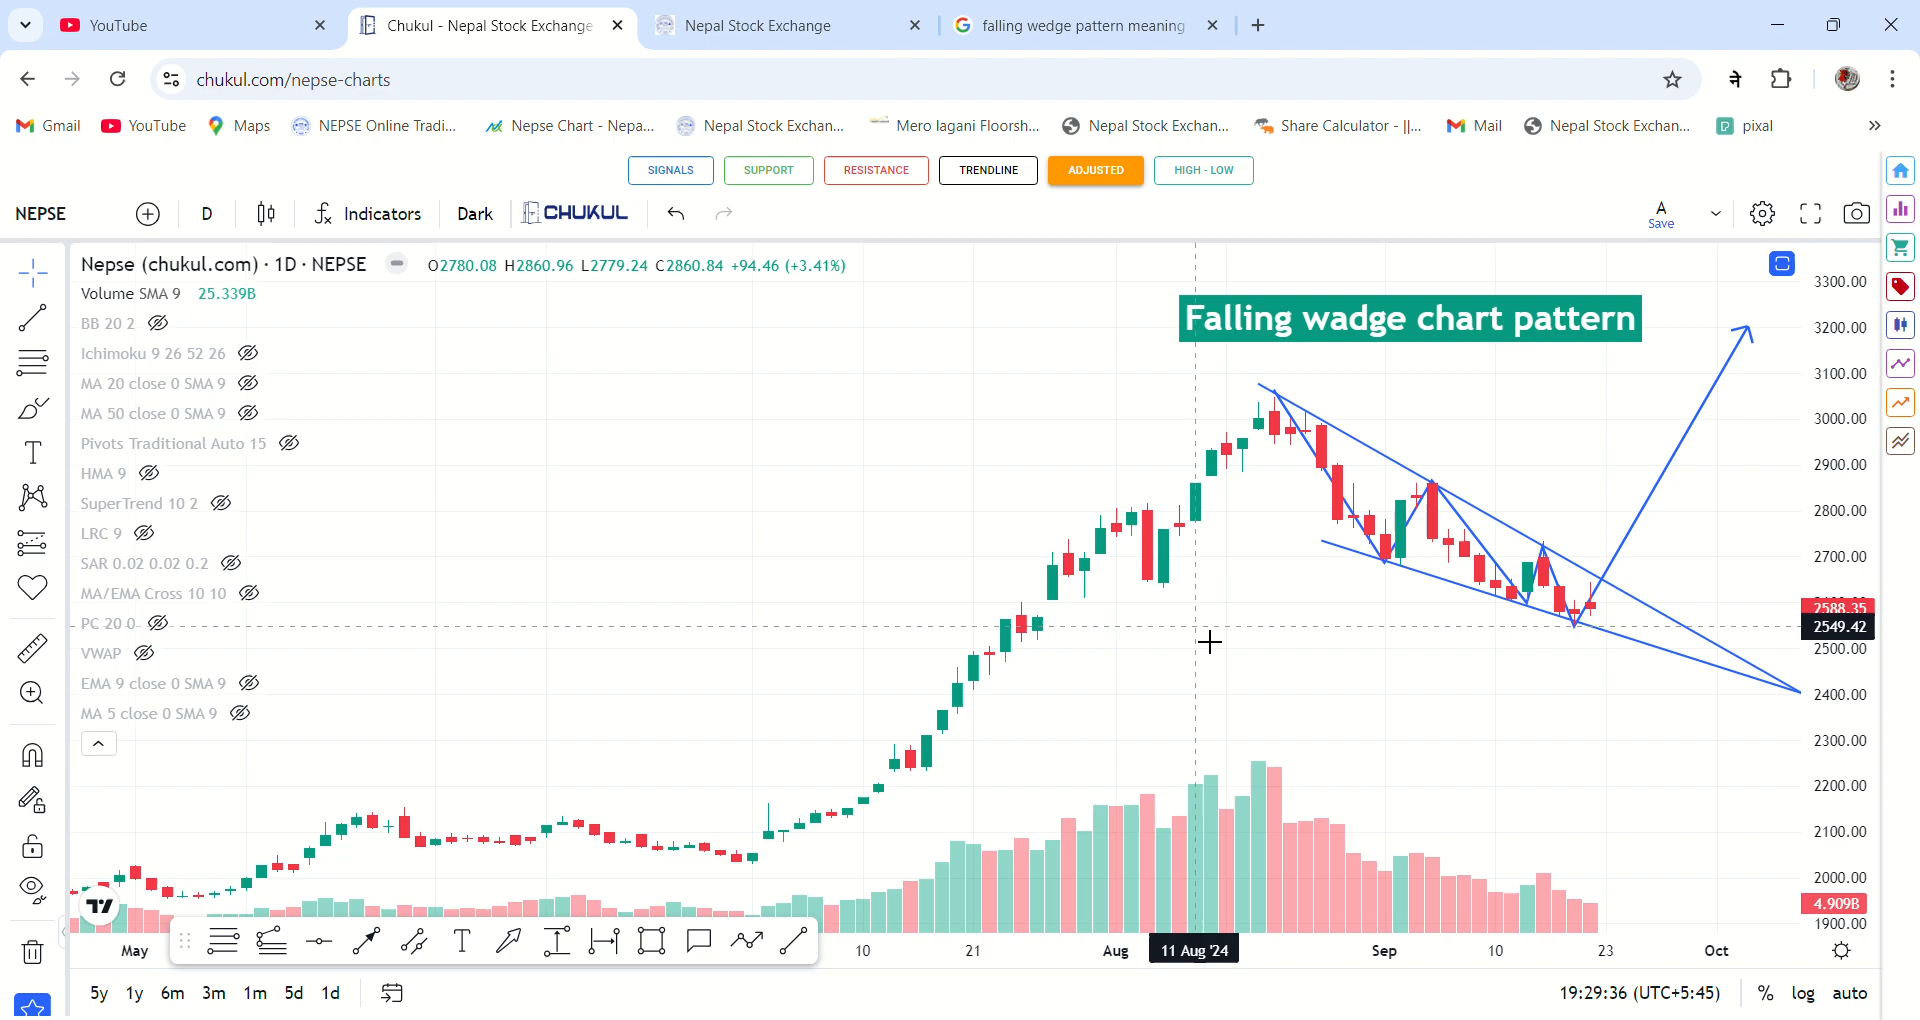 YouTube
Chukul - Nepal Stock Exchange
Nepal Stock Exchange
falling wedge pattern meaning
chukul.com/nepse-charts
ने
Gmail
YouTube
Maps
NEPSE Online Tradi...
Nepse Chart - Nepa...
Nepal Stock Exchan...
Mero lagani Floorsh...
Nepal Stock Exchan...
Share Calculator - ||...
Mail
Nepal Stock Exchan...
pixal
SIGNALS
SUPPORT
RESISTANCE
TRENDLINE
ADJUSTED
HIGH - LOW
NEPSE
D
Indicators
Dark
CHUKUL
A
Save
Nepse (chukul.com) · 1D · NEPSE
O2780.08 H2860.96 L2779.24 C2860.84 +94.46 (+3.41%)
Volume SMA 9 25.339B
BB 20 2
Ichimoku 9 26 52 26
MA 20 close 0 SMA 9
MA 50 close 0 SMA 9
Pivots Traditional Auto 15
HMA 9
SuperTrend 10 2
LRC 9
SAR 0.02 0.02 0.2
MA/EMA Cross 10 10
PC 20 0
VWAP
EMA 9 close 0 SMA 9
MA 5 close 0 SMA 9
Falling wadge chart pattern
3300.00
3200.00
3100.00
3000.00
2900.00
2800.00
2700.00
2588.35
2549.42
2500.00
2400.00
2300.00
2200.00
2100.00
2000.00
4.909B
1900.00
May
10
21
Aug
11 Aug '24
Sep
10
23
Oct
5y
1y
6m
3m
1m
5d
1d
19:29:36 (UTC+5:45)
%
log
auto